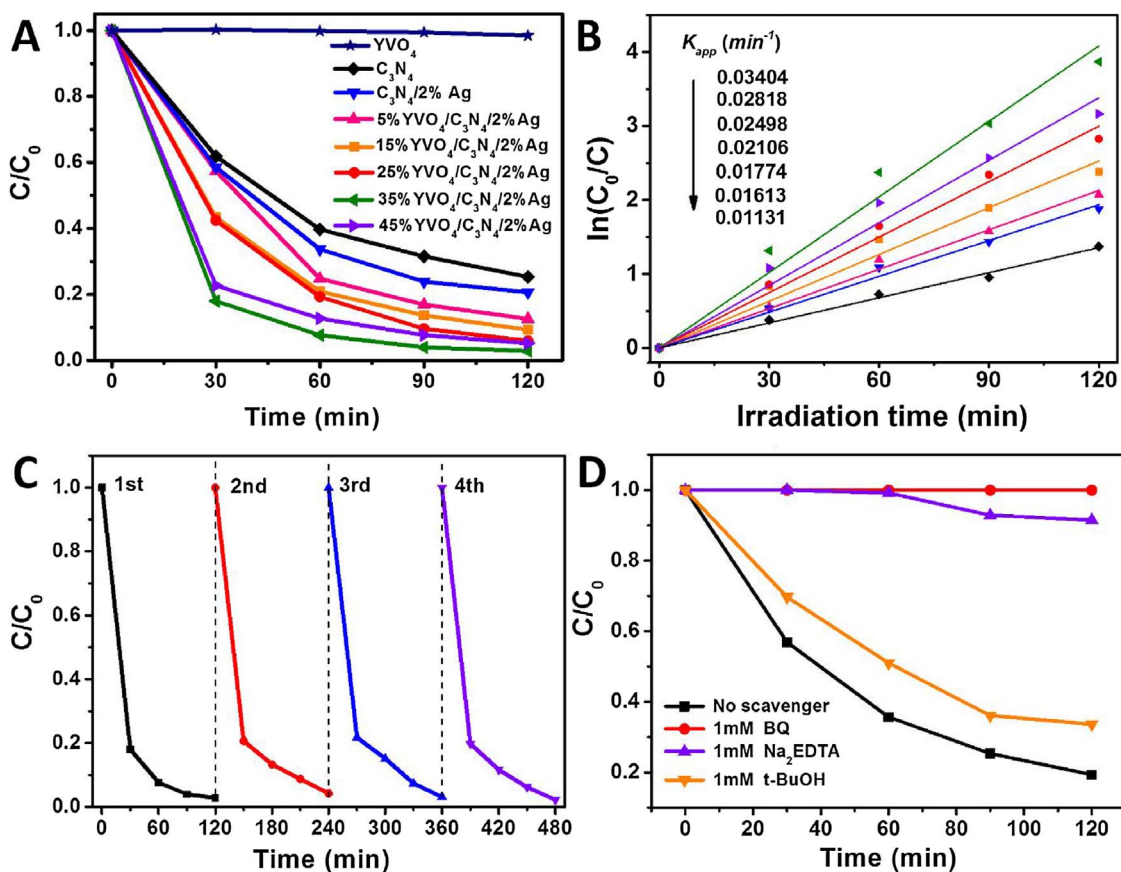 A
C/C₀
1.0
0.8
0.6
0.4
0.2
0.0
YVO₄
C₃N₄
C₃N₄/2% Ag
5%YVO₄/C₃N₄/2%Ag
15%YVO₄/C₃N₄/2%Ag
25%YVO₄/C₃N₄/2%Ag
35%YVO₄/C₃N₄/2%Ag
45%YVO₄/C₃N₄/2%Ag
0 30 60 90 120
Time (min)
B
ln(C₀/C)
4
3
2
1
0
Kₐₚₚ (min⁻¹)
0.03404
0.02818
0.02498
0.02106
0.01774
0.01613
0.01131
0 30 60 90 120
Irradiation time (min)
C
C/C₀
1.0
0.8
0.6
0.4
0.2
0.0
1st 2nd 3rd 4th
0 60 120 180 240 300 360 420 480
Time (min)
D
C/C₀
1.0
0.8
0.6
0.4
0.2
No scavenger
1mM BQ
1mM Na₂EDTA
1mM t-BuOH
0 20 40 60 80 100 120
Time (min)